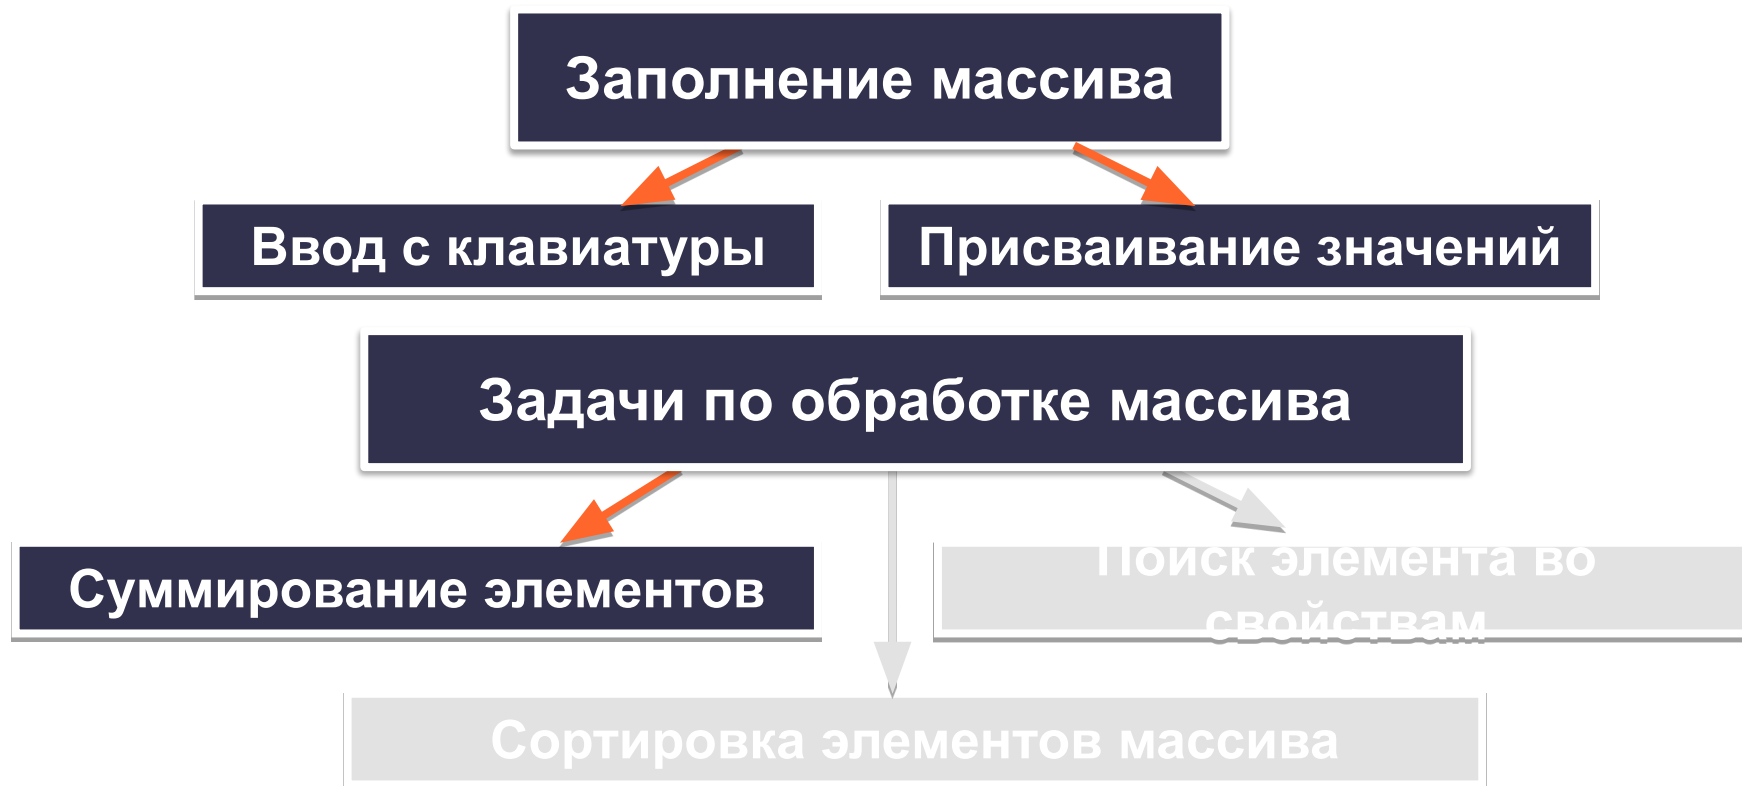 Заполнение массива
Ввод с клавиатуры
Присваивание значений
Задачи по обработке массива
Суммирование элементов
Поиск элемента во
свойствам
Сортировка элементов массива